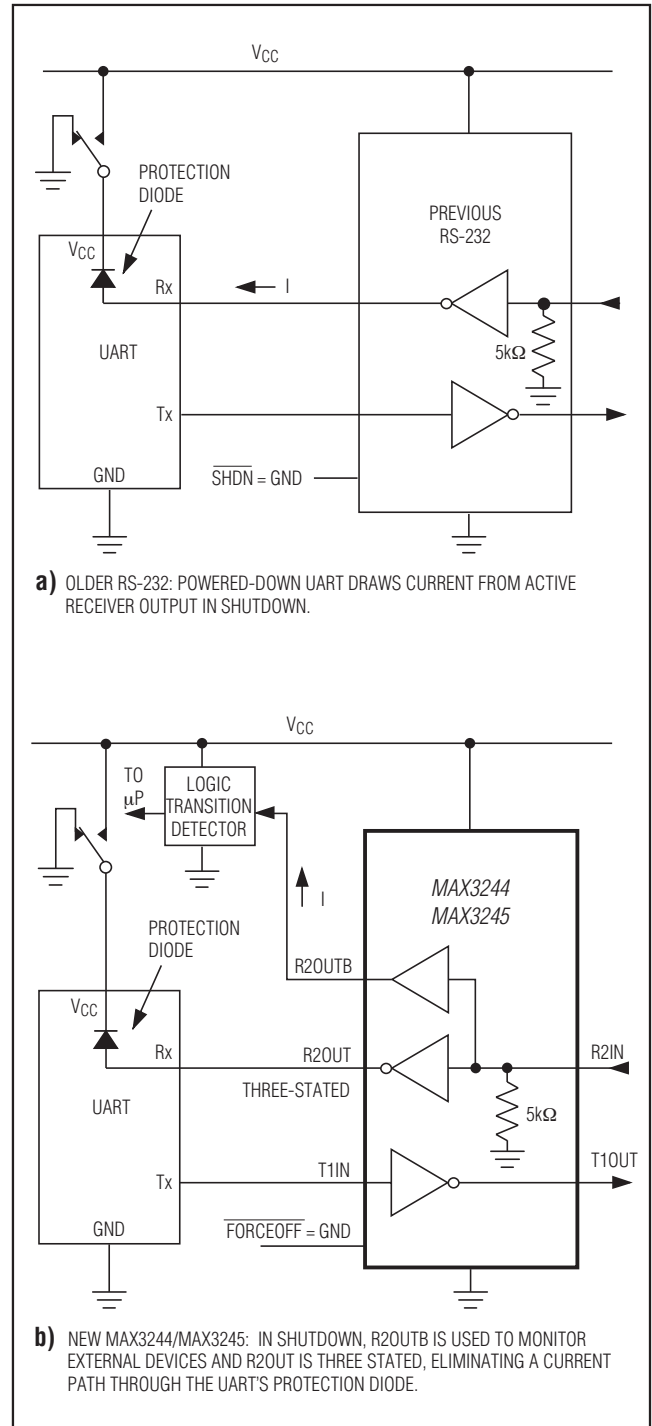 VCC
PROTECTION
DIODE
PREVIOUS
RS-232
VCC
Rx
I
UART
5kΩ
Tx
GND
SHDN = GND
a) OLDER RS-232: POWERED-DOWN UART DRAWS CURRENT FROM ACTIVE
RECEIVER OUTPUT IN SHUTDOWN.
VCC
TO
μP
LOGIC
TRANSITION
DETECTOR
MAX3244
MAX3245
I
PROTECTION
DIODE
R2OUTB
VCC
Rx
R2OUT
R2IN
THREE-STATED
UART
5kΩ
T1OUT
Tx
T1IN
GND
FORCEOFF = GND
b) NEW MAX3244/MAX3245: IN SHUTDOWN, R2OUTB IS USED TO MONITOR
EXTERNAL DEVICES AND R2OUT IS THREE STATED, ELIMINATING A CURRENT
PATH THROUGH THE UART'S PROTECTION DIODE.